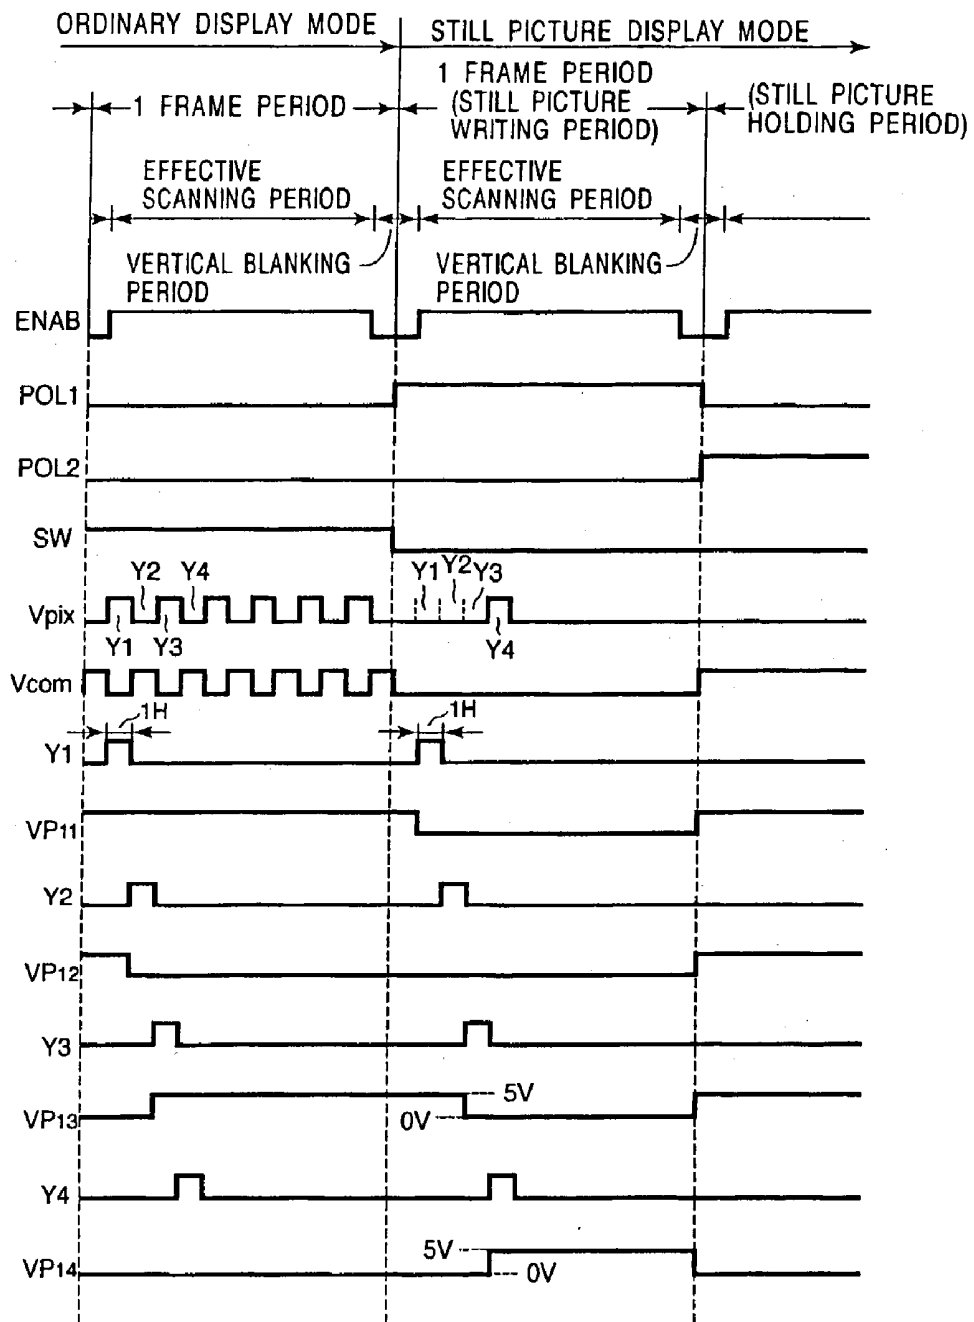 ORDINARY DISPLAY MODE
STILL PICTURE DISPLAY MODE
1 FRAME PERIOD
1 FRAME PERIOD
(STILL PICTURE
WRITING PERIOD)
(STILL PICTURE
HOLDING PERIOD)
EFFECTIVE
SCANNING PERIOD
EFFECTIVE
SCANNING PERIOD
VERTICAL BLANKING
PERIOD
VERTICAL BLANKING
PERIOD
ENAB
POL1
POL2
SW
Y2 Y4
Y1 Y2 Y3
Vpix
Y1 Y3
Y4
Vcom
1H
1H
Y1
VP11
Y2
VP12
Y3
VP13
5V
0V
Y4
VP14
5V
0V